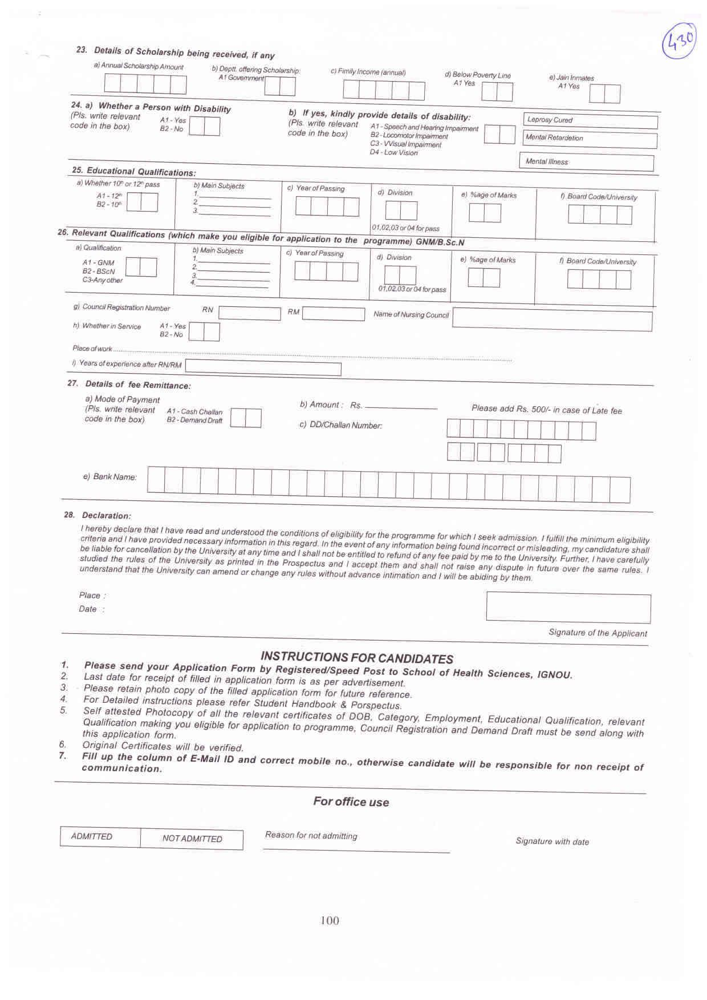 430
23. Details of Scholarship being received, if any
a) Annual Scholarship Amount b) Deptt. offering Scholarship: c) Fimily Income (annual) d) Below Poverty Line e) Jain Inmates
A1 Government A1 Yes A1 Yes
24. a) Whether a Person with Disability b) If yes, kindly provide details of disability: Leprosy Cured
(Pls. write relevant A1 - Yes (Pls. write relevant A1 - Speech and Hearing Impairment
code in the box) B2 - No code in the box) B2 - Locomotor Impairment Mental Retardetion
C3 - VVisual Impairment
D4 - Low Vision Mental Illness
25. Educational Qualifications:
a) Whether 10th or 12th pass b) Main Subjects c) Year of Passing d) Division e) %age of Marks f) Board Code/University
A1 - 12th 1.
B2 - 10th 2.
3.
01,02,03 or 04 for pass
26. Relevant Qualifications (which make you eligible for application to the programme) GNM/B.Sc.N
a) Qualification b) Main Subjects c) Year of Passing d) Division e) %age of Marks f) Board Code/University
A1 - GNM 1.
B2 - BScN 2.
C3-Any other 3.
4. 01,02,03 or 04 for pass
g) Council Registration Number RN RM Name of Nursing Council
h) Whether in Service A1 - Yes
B2 - No
Place of work
i) Years of experience after RN/RM
27. Details of fee Remittance:
a) Mode of Payment b) Amount : Rs. Please add Rs. 500/- in case of Late fee
(Pls. write relevant A1 - Cash Challan
code in the box) B2 - Demand Draft c) DD/Challan Number:
e) Bank Name:
28. Declaration:
I hereby declare that I have read and understood the conditions of eligibility for the programme for which I seek admission. I fulfill the minimum eligibility
criteria and I have provided necessary information in this regard. In the event of any information being found incorrect or misleading, my candidature shall
be liable for cancellation by the University at any time and I shall not be entitled to refund of any fee paid by me to the University. Further, I have carefully
studied the rules of the University as printed in the Prospectus and I accept them and shall not raise any dispute in future over the same rules. I
understand that the University can amend or change any rules without advance intimation and I will be abiding by them.
Place :
Date :
Signature of the Applicant
INSTRUCTIONS FOR CANDIDATES
1. Please send your Application Form by Registered/Speed Post to School of Health Sciences, IGNOU.
2. Last date for receipt of filled in application form is as per advertisement.
3. Please retain photo copy of the filled application form for future reference.
4. For Detailed instructions please refer Student Handbook & Porspectus.
5. Self attested Photocopy of all the relevant certificates of DOB, Category, Employment, Educational Qualification, relevant
Qualification making you eligible for application to programme, Council Registration and Demand Draft must be send along with
this application form.
6. Original Certificates will be verified.
7. Fill up the column of E-Mail ID and correct mobile no., otherwise candidate will be responsible for non receipt of
communication.
For office use
ADMITTED NOT ADMITTED Reason for not admitting Signature with date
100